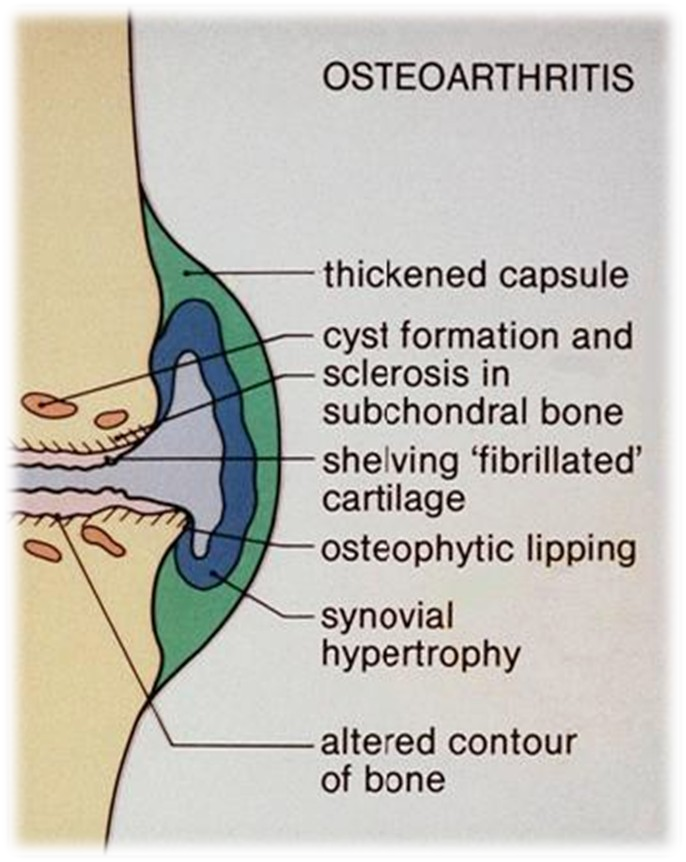 OSTEOARTHRITIS
thickened capsule
cyst formation and
sclerosis in
subchondral bone
shelving 'fibrillated'
cartilage
osteophytic lipping
synovial
hypertrophy
altered contour
of bone